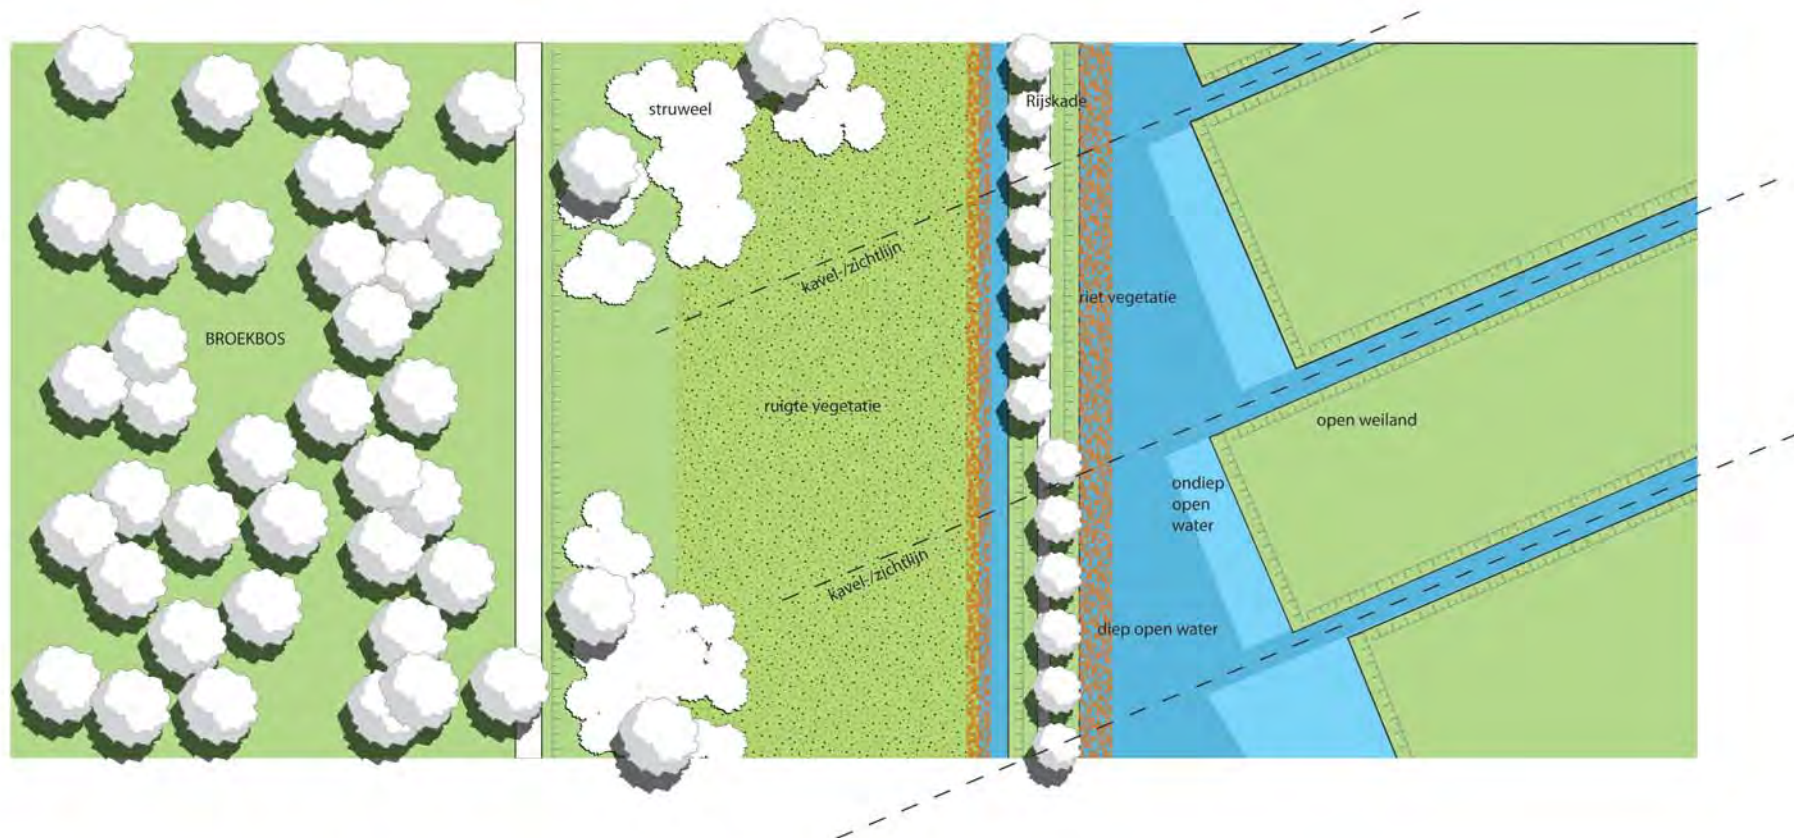 struweel
Rijskade
kavel-/zichtlijn
riet vegetatie
BROEKBOS
ruigte vegetatie
open weiland
ondiep
open
water
kavel-/zichtlijn
diep open water